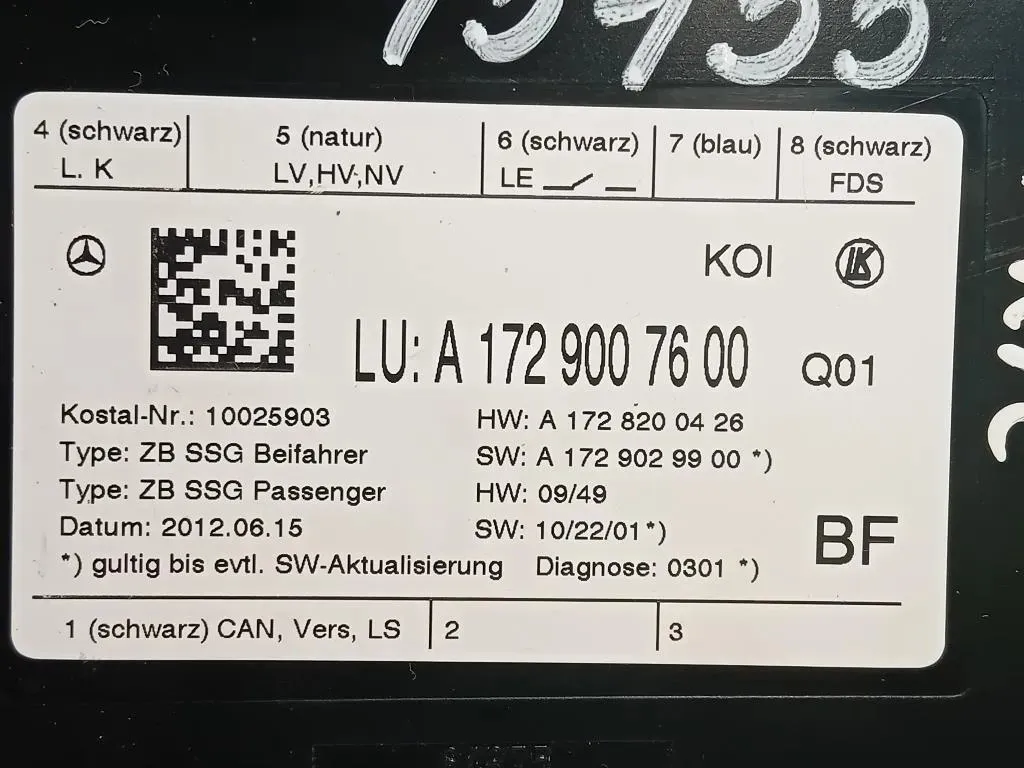 4 (schwarz) 5 (natur) 6 (schwarz) 7 (blau) 8 (schwarz)
L. K LV,HV,NV LE FDS
KOI
LU: A 172 900 76 00 Q01
Kostal-Nr.: 10025903 HW: A 172 820 04 26
Type: ZB SSG Beifahrer SW: A 172 902 99 00 *)
Type: ZB SSG Passenger HW: 09/49
Datum: 2012.06.15 SW: 10/22/01*)
BF
*) gultig bis evtl. SW-Aktualisierung Diagnose: 0301 *)
1 (schwarz) CAN, Vers, LS 2 3